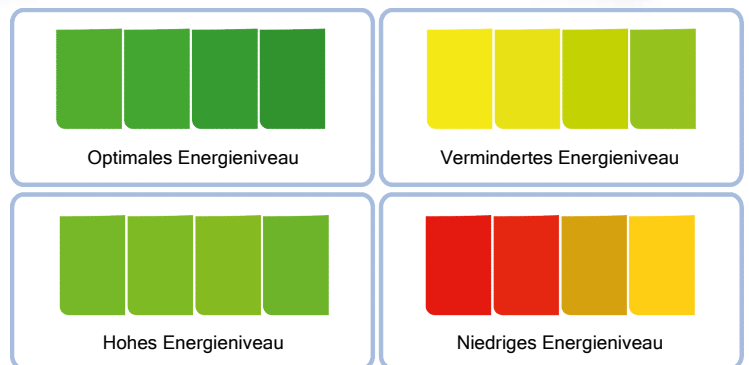 Optimales Energieniveau
Vermindertes Energieniveau
Hohes Energieniveau
Niedriges Energieniveau